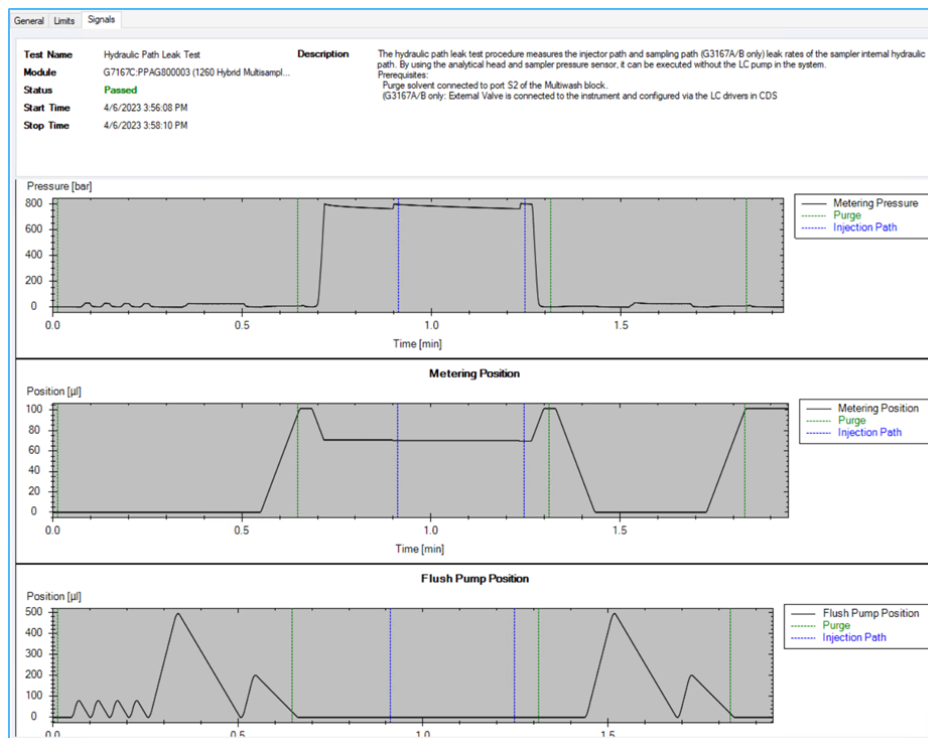 General Limits Signals
Test Name Hydraulic Path Leak Test
Module G7167C:PPAG800003 (1260 Hybrid Multisampl...
Status Passed
Start Time 4/6/2023 3:56:08 PM
Stop Time 4/6/2023 3:58:10 PM
Description The hydraulic path leak test procedure measures the injector path and sampling path (G3167A/B only) leak rates of the sampler internal hydraulic
path. By using the analytical head and sampler pressure sensor, it can be executed without the LC pump in the system.
Prerequisites:
Purge solvent connected to port S2 of the Multiwash block.
(G3167A/B only: External Valve is connected to the instrument and configured via the LC drivers in CDS
Pressure [bar]
800
600
400
200
0
0.0 0.5 1.0 1.5
Time [min]
Metering Pressure
Purge
Injection Path
Metering Position
Position [µl]
100
80
60
40
20
0
0.0 0.5 1.0 1.5
Time [min]
Metering Position
Purge
Injection Path
Flush Pump Position
Position [µl]
500
400
300
200
100
0
0.0 0.5 1.0 1.5
Flush Pump Position
Purge
Injection Path